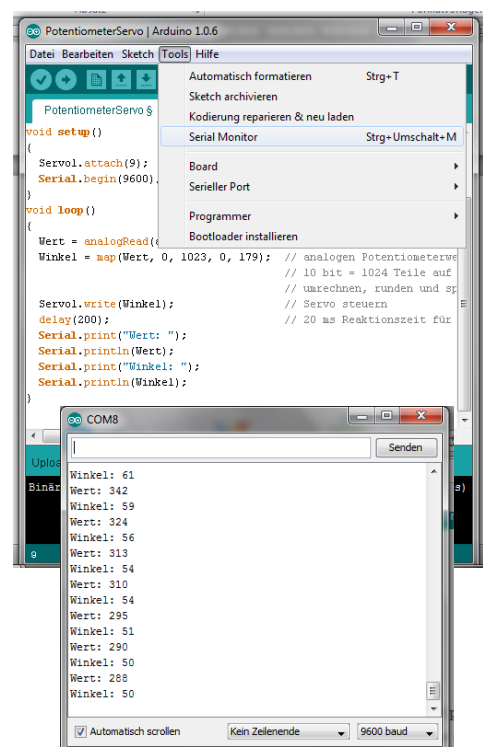 PotentiometerServo | Arduino 1.0.6
Datei Bearbeiten Sketch Tools Hilfe
Automatisch formatieren Strg+T
Sketch archivieren
Kodierung reparieren & neu laden
Serial Monitor Strg+Umschalt+M
Board
Serieller Port
Programmer
Bootloader installieren
PotentiometerServo §
void setup()
{
Servo1.attach(9);
Serial.begin(9600)
}
void loop()
{
Wert = analogRead(
Winkel = map(Wert, 0, 1023, 0, 179); // analogen Potentiometerwe
// 10 bit = 1024 Teile auf
// umrechnen, runden und sp
Servo1.write(Winkel); // Servo steuern
delay(200); // 20 ms Reaktionszeit für
Serial.print("Wert: ");
Serial.println(Wert);
Serial.print("Winkel: ");
Serial.println(Winkel);
}
Uploa
Binär s)
9
COM8
Senden
Winkel: 61
Wert: 342
Winkel: 59
Wert: 324
Winkel: 56
Wert: 313
Winkel: 54
Wert: 310
Winkel: 54
Wert: 295
Winkel: 51
Wert: 290
Winkel: 50
Wert: 288
Winkel: 50
Automatisch scrollen Kein Zeilenende 9600 baud